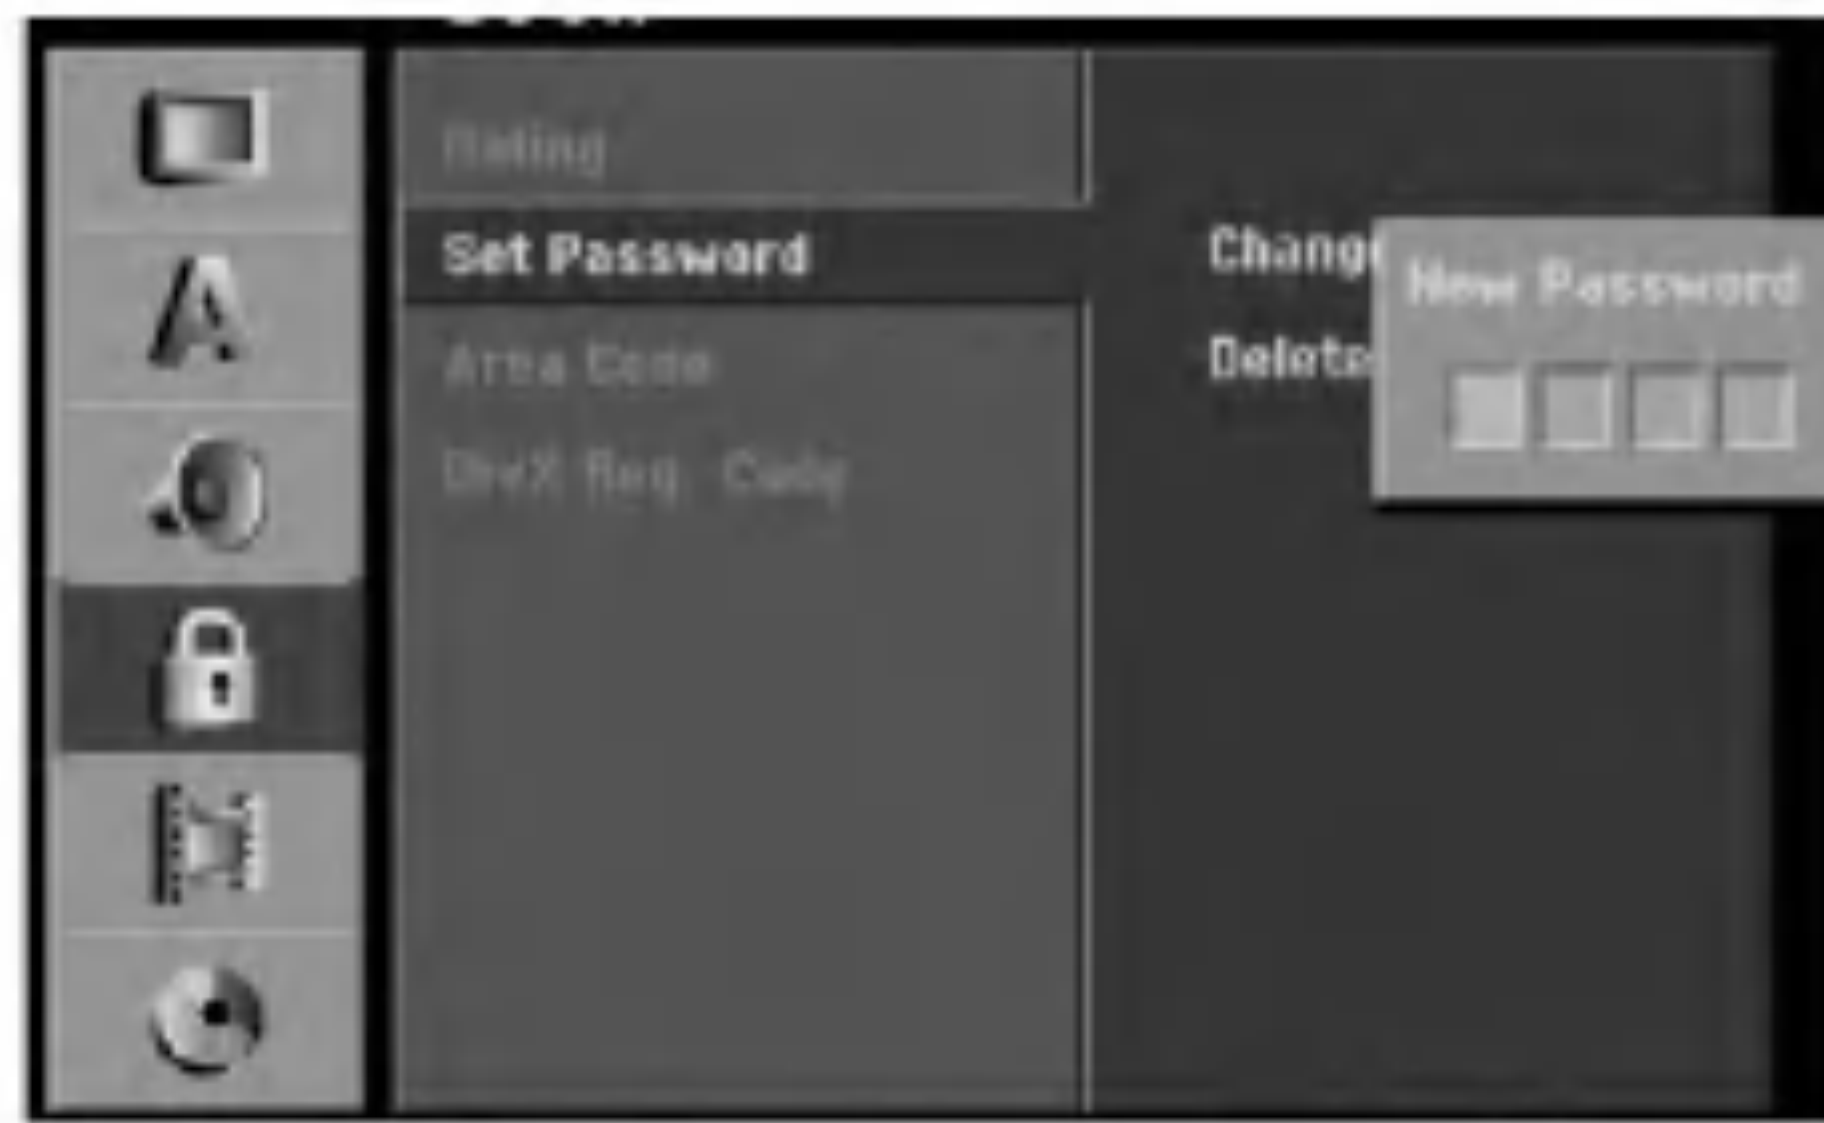 Rating
Set Password
Change
Delete
New Password
Area Code
DivX Reg. Code